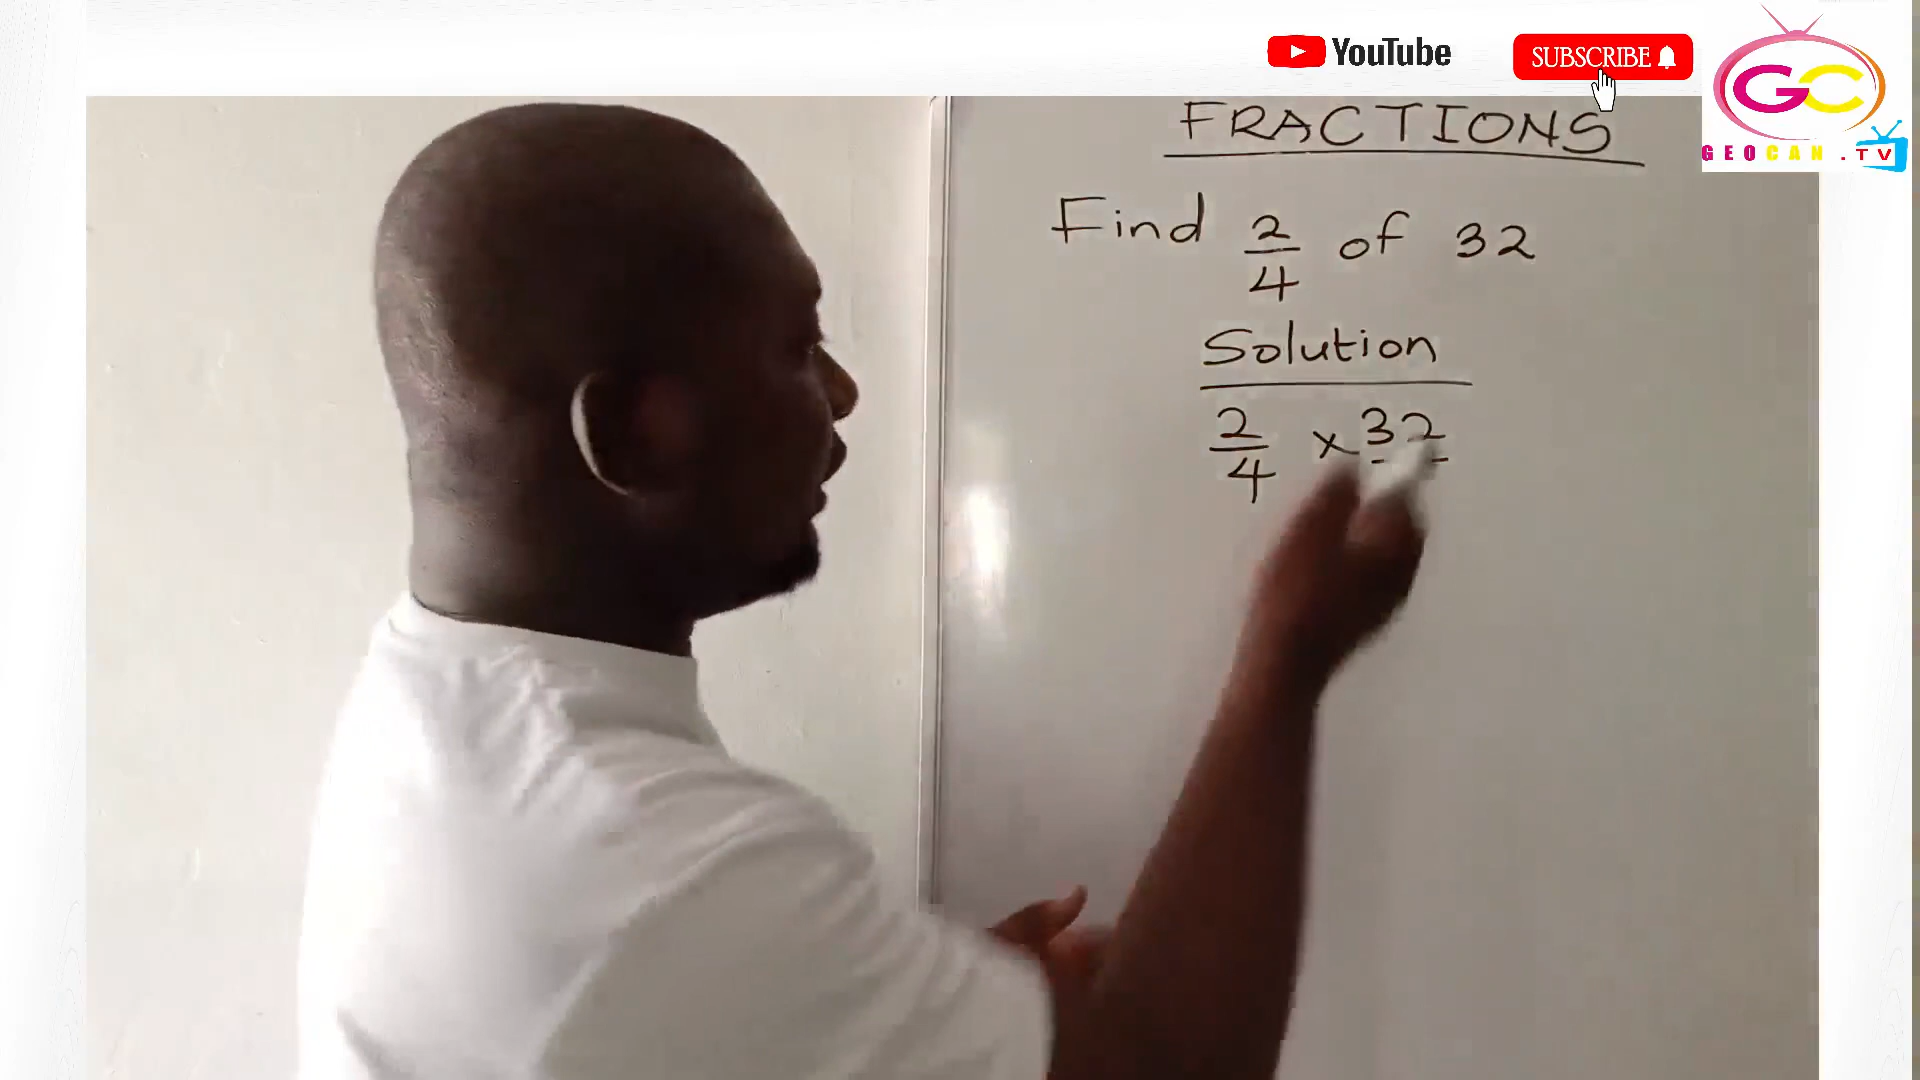 YouTube SUBSCRIBE
GC
GEOCAN.TV
FRACTIONS
Find 2/4 of 32
Solution
2/4 × 32